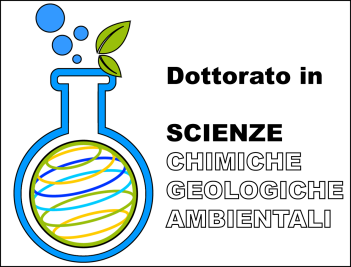 Dottorato in
SCIENZE
CHIMICHE
GEOLOGICHE
AMBIENTALI